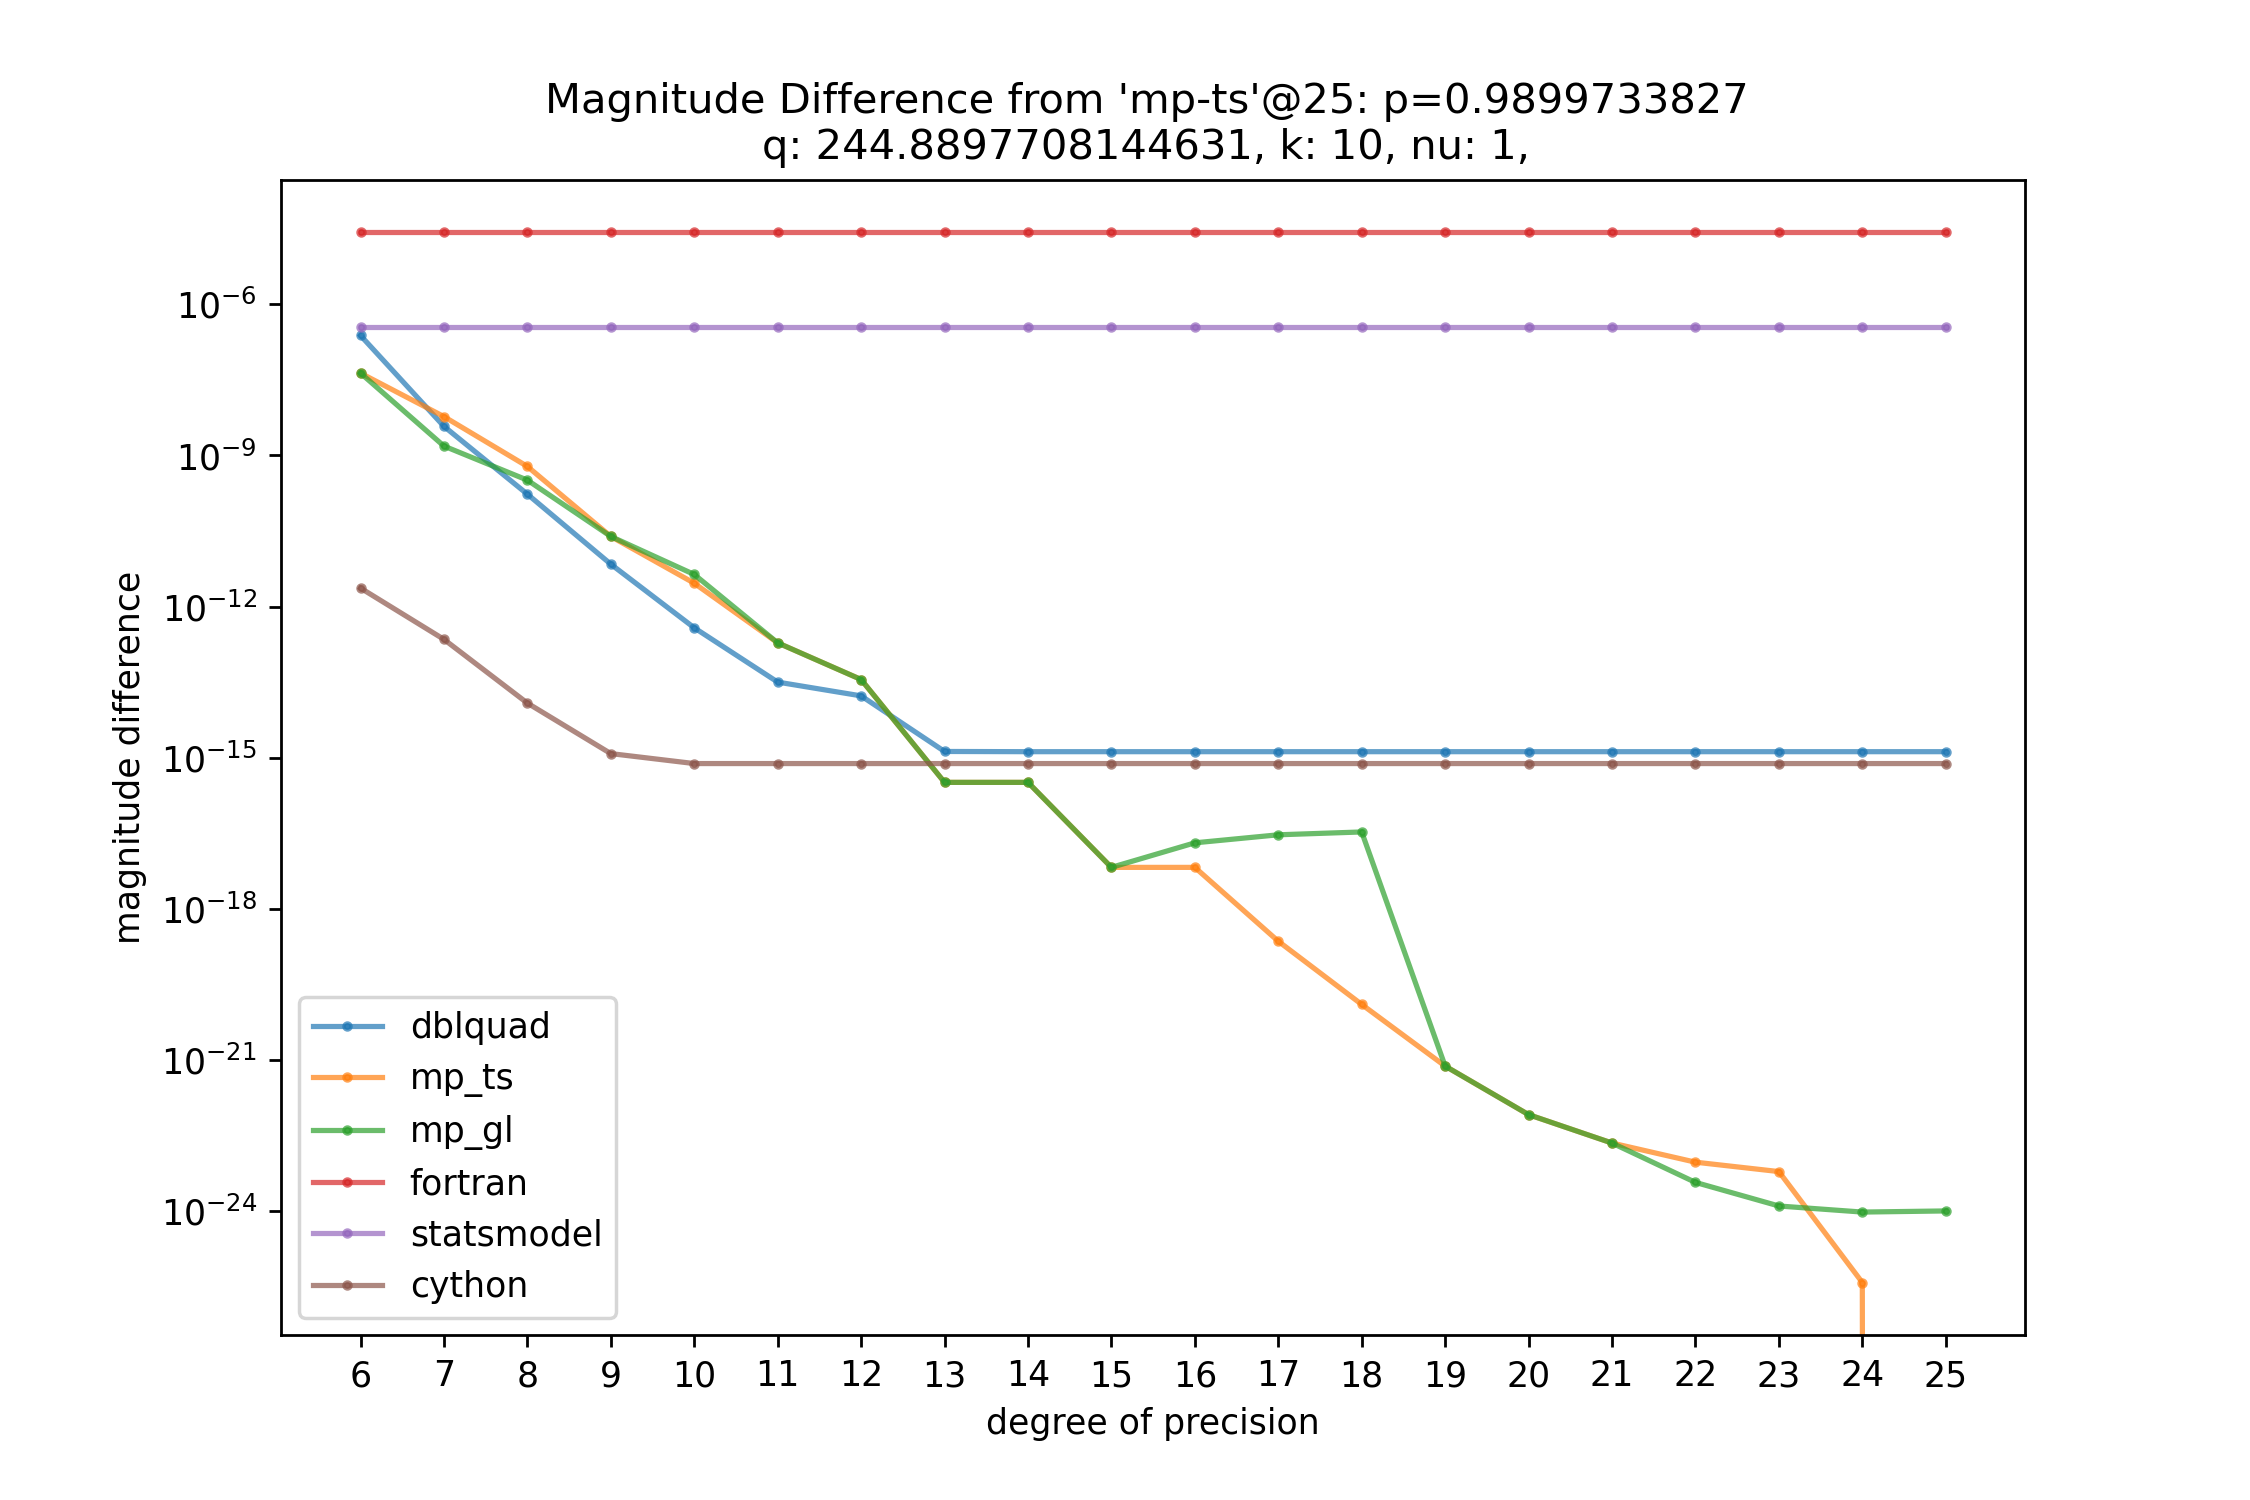 Magnitude Difference from 'mp-ts'@25: p=0.9899733827
q: 244.8897708144631, k: 10, nu: 1,
magnitude difference
10⁻⁶
10⁻⁹
10⁻¹²
10⁻¹⁵
10⁻¹⁸
10⁻²¹
10⁻²⁴
dblquad
mp_ts
mp_gl
fortran
statsmodel
cython
6 7 8 9 10 11 12 13 14 15 16 17 18 19 20 21 22 23 24 25
degree of precision